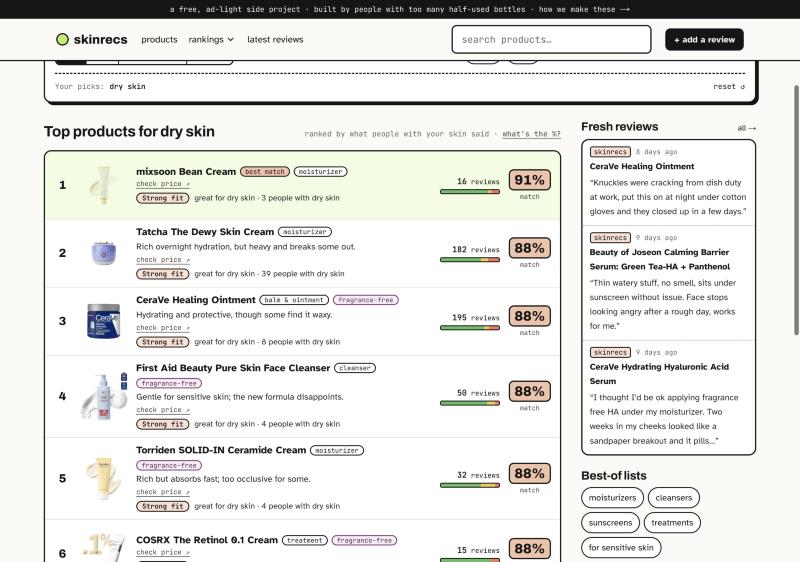 a free, ad-light side project · built by people with too many half-used bottles · how we make these ⟶
skinrecs
products
rankings
latest reviews
search products…
+ add a review
Your picks: dry skin
reset ↺
Top products for dry skin
ranked by what people with your skin said · what's the %?
1
mixsoon Bean Cream
best match
moisturizer
check price ↗
Strong fit
great for dry skin · 3 people with dry skin
16 reviews
91%
match
2
Tatcha The Dewy Skin Cream
moisturizer
Rich overnight hydration, but heavy and breaks some out.
check price ↗
Strong fit
great for dry skin · 39 people with dry skin
182 reviews
88%
match
3
CeraVe Healing Ointment
balm & ointment
fragrance-free
Hydrating and protective, though some find it waxy.
check price ↗
Strong fit
great for dry skin · 8 people with dry skin
195 reviews
88%
match
4
First Aid Beauty Pure Skin Face Cleanser
cleanser
fragrance-free
Gentle for sensitive skin; the new formula disappoints.
check price ↗
Strong fit
great for dry skin · 4 people with dry skin
50 reviews
88%
match
5
Torriden SOLID-IN Ceramide Cream
moisturizer
fragrance-free
Rich but absorbs fast; too occlusive for some.
check price ↗
Strong fit
great for dry skin · 4 people with dry skin
32 reviews
88%
match
6
COSRX The Retinol 0.1 Cream
treatment
fragrance-free
check price ↗
15 reviews
88%
Fresh reviews
all →
skinrecs 8 days ago
CeraVe Healing Ointment
“Knuckles were cracking from dish duty
at work, put this on at night under cotton
gloves and they closed up in a few days.”
skinrecs 9 days ago
Beauty of Joseon Calming Barrier
Serum: Green Tea-HA + Panthenol
“Thin watery stuff, no smell, sits under
sunscreen without issue. Face stops
looking angry after a rough day, works
for me.”
skinrecs 9 days ago
CeraVe Hydrating Hyaluronic Acid
Serum
“I thought I'd be ok applying fragrance
free HA under my moisturizer. Two
weeks in my cheeks looked like a
sandpaper breakout and it pills…”
Best-of lists
moisturizers
cleansers
sunscreens
treatments
for sensitive skin